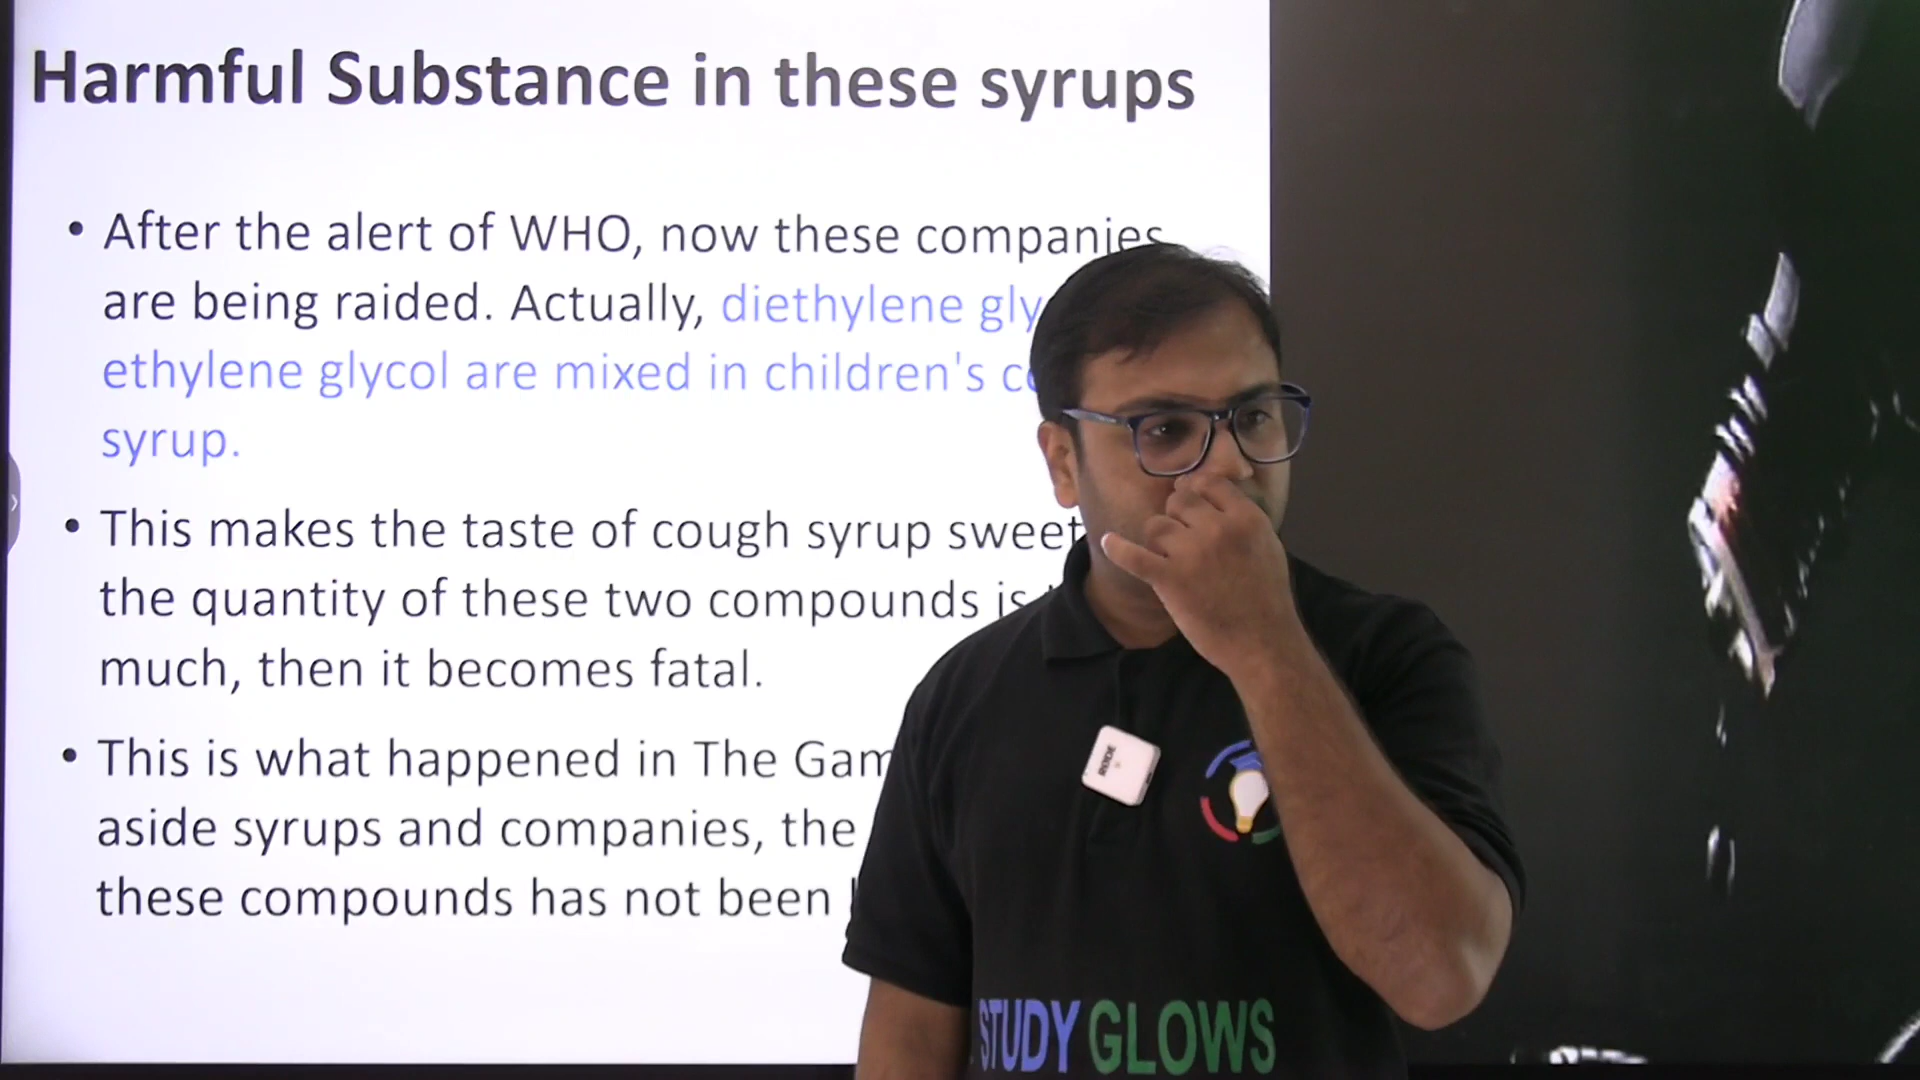 Harmful Substance in these syrups
• After the alert of WHO, now these companies
are being raided. Actually, diethylene
ethylene glycol are mixed in children's
syrup.
• This makes the taste of cough syrup sweet
the quantity of these two compounds is
much, then it becomes fatal.
• This is what happened in The
aside syrups and companies, the
these compounds has not been
RODE
STUDY GLOWS